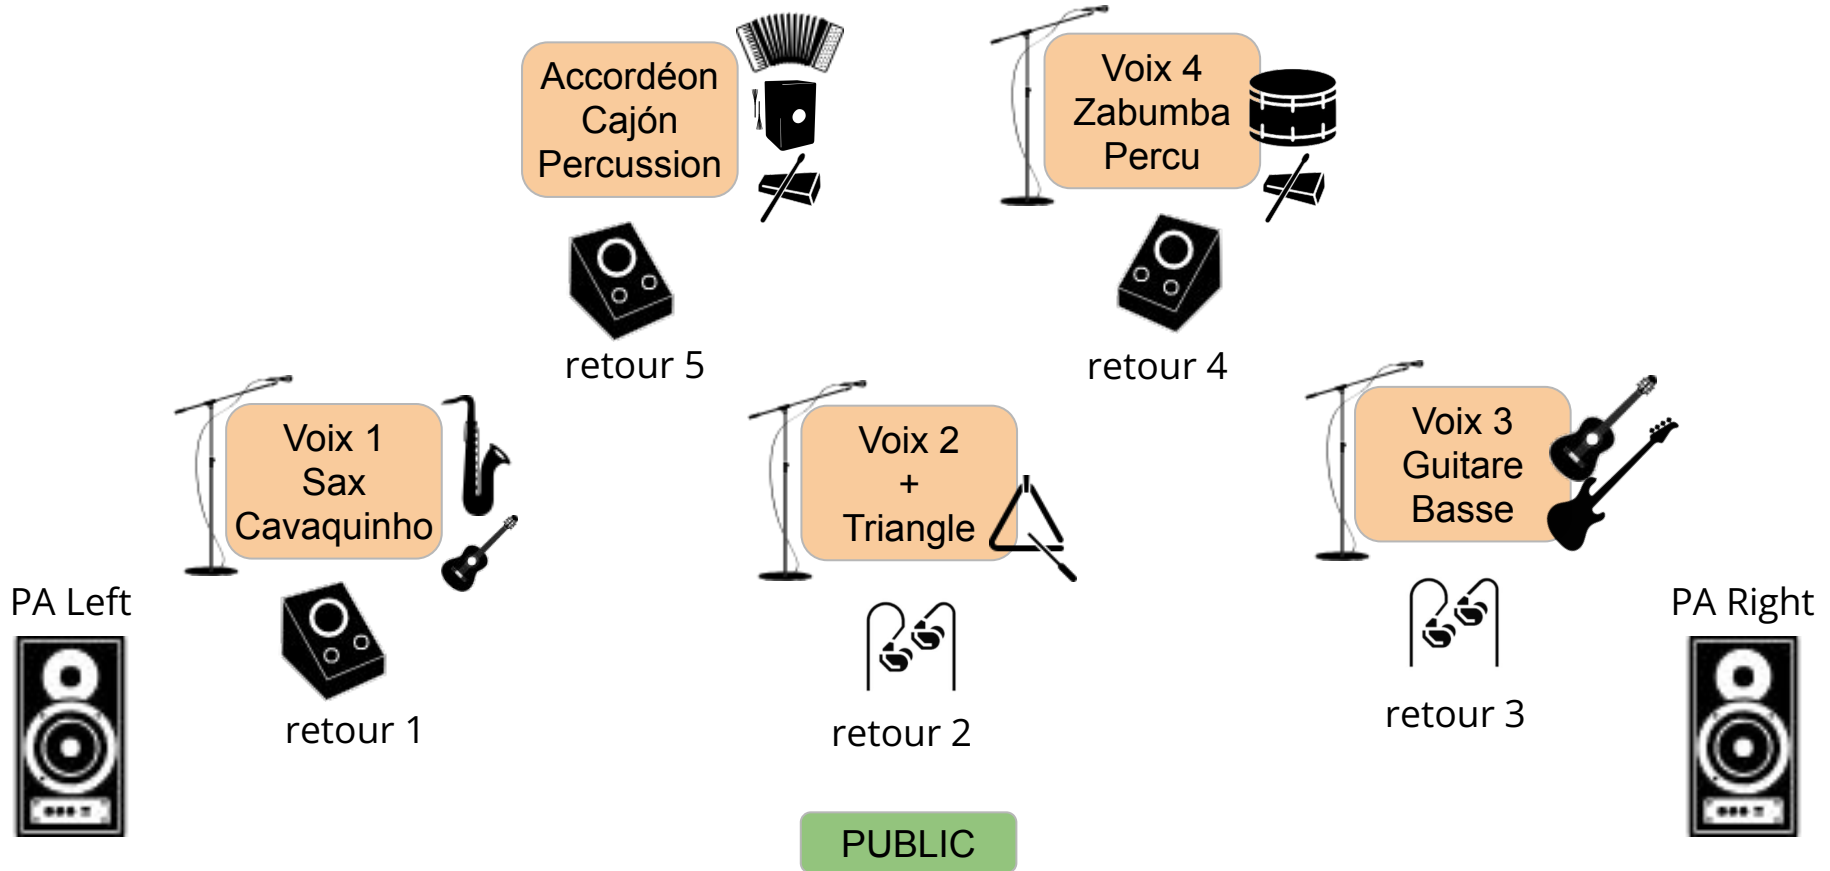 Accordéon
Cajón
Percussion
Voix 4
Zabumba
Percu
retour 5
retour 4
Voix 1
Sax
Cavaquinho
Voix 2
+
Triangle
Voix 3
Guitare
Basse
PA Left
PA Right
retour 1
retour 2
retour 3
PUBLIC